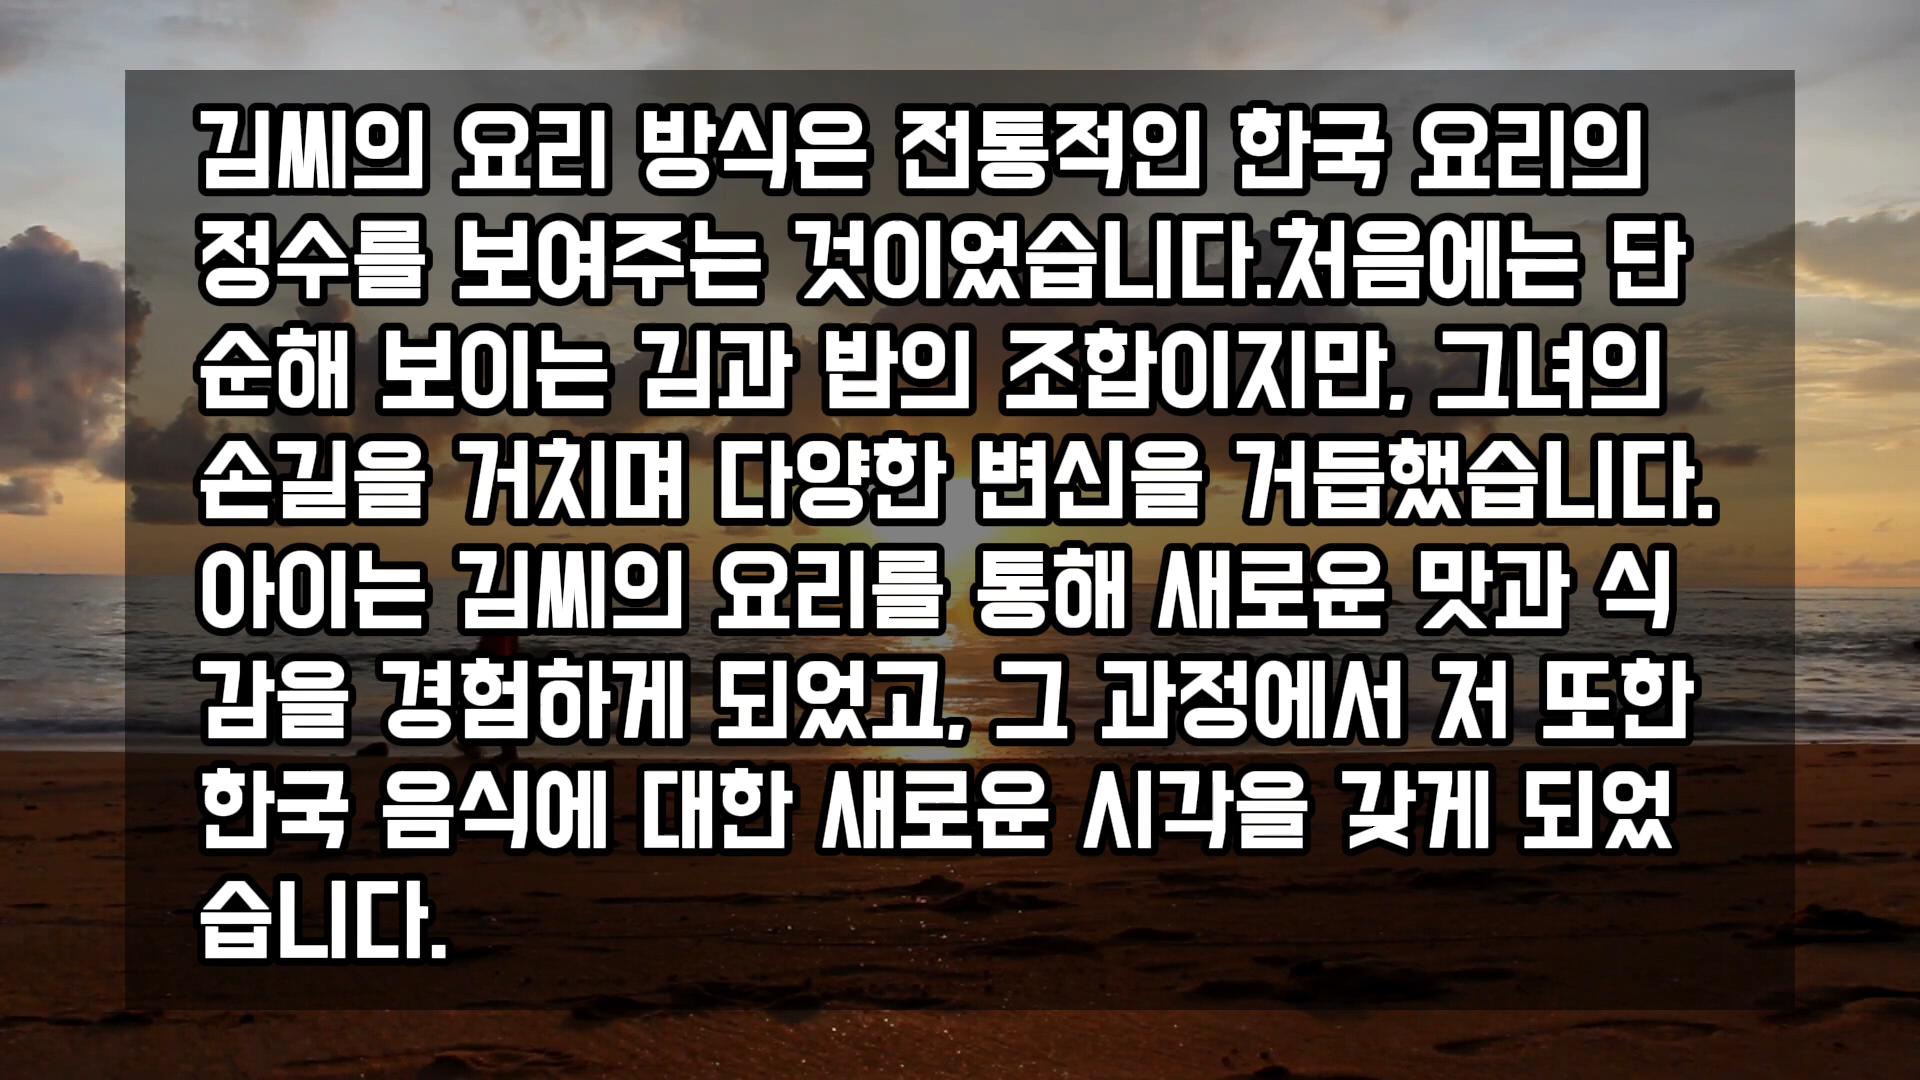 김씨의 요리 방식은 전통적인 한국 요리의
정수를 보여주는 것이었습니다.처음에는 단
순해 보이는 김과 밥의 조합이지만, 그녀의
손길을 거치며 다양한 변신을 거듭했습니다.
아이는 김씨의 요리를 통해 새로운 맛과 식
감을 경험하게 되었고, 그 과정에서 저 또한
한국 음식에 대한 새로운 시각을 갖게 되었
습니다.